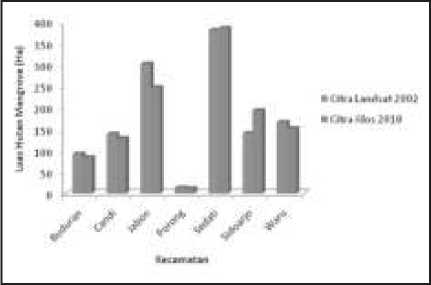 Luas Hutan Mangrove (Ha)
400
350
300
250
200
150
100
50
0
Buduran
Candi
Jabon
Porong
Sedati
Sidoarjo
Waru
Kecamatan
Citra Landsat 2002
Citra Alos 2010